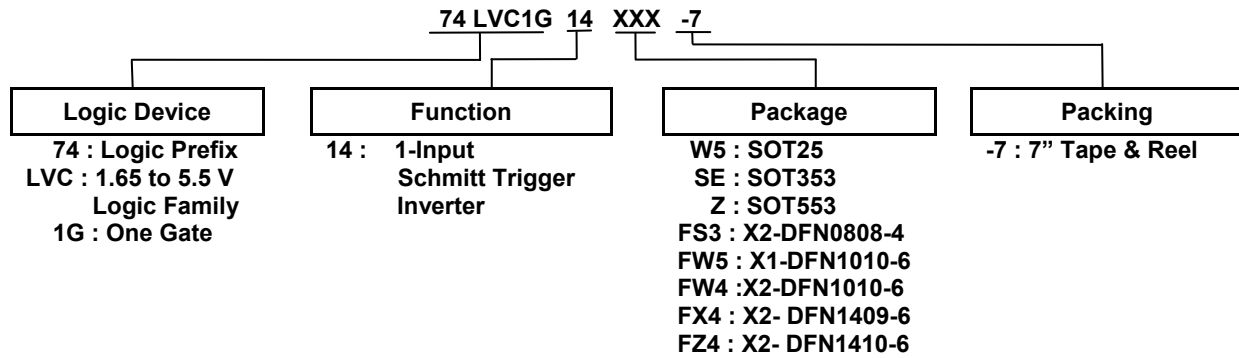 74 LVC1G 14 XXX -7
Logic Device
74 : Logic Prefix
LVC : 1.65 to 5.5 V
Logic Family
1G : One Gate
Function
14 : 1-Input
Schmitt Trigger
Inverter
Package
W5 : SOT25
SE : SOT353
Z : SOT553
FS3 : X2-DFN0808-4
FW5 : X1-DFN1010-6
FW4 :X2-DFN1010-6
FX4 : X2- DFN1409-6
FZ4 : X2- DFN1410-6
Packing
-7 : 7” Tape & Reel